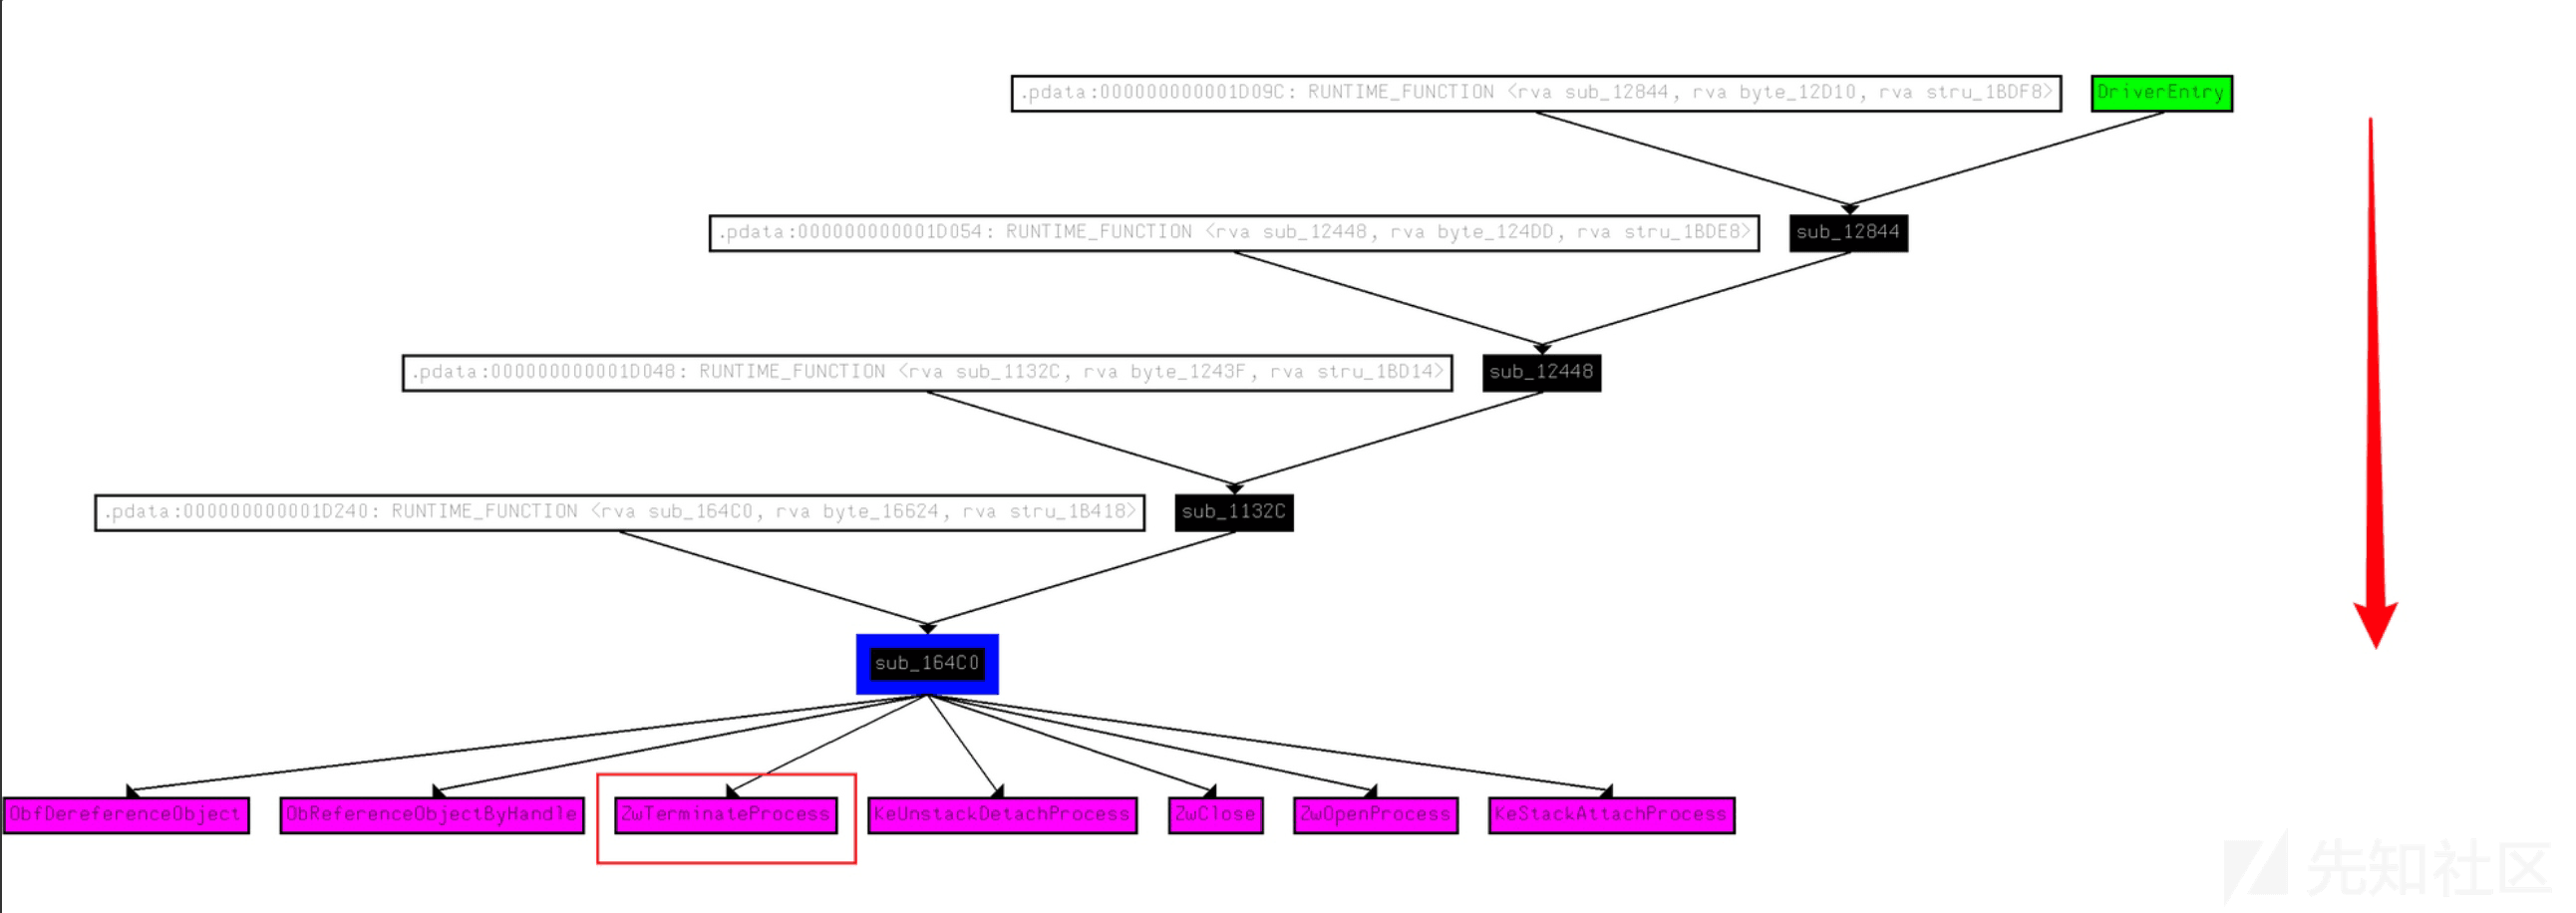 .pdata:000000000001D09C: RUNTIME_FUNCTION <rva sub_12844, rva byte_12D10, rva stru_1BDF8>
DriverEntry
.pdata:000000000001D054: RUNTIME_FUNCTION <rva sub_12448, rva byte_124DD, rva stru_1BDE8>
sub_12844
.pdata:000000000001D048: RUNTIME_FUNCTION <rva sub_1132C, rva byte_1243F, rva stru_1BD14>
sub_12448
.pdata:000000000001D240: RUNTIME_FUNCTION <rva sub_164C0, rva byte_16624, rva stru_1B418>
sub_1132C
sub_164C0
ObfDereferenceObject
ObReferenceObjectByHandle
ZwTerminateProcess
KeUnstackDetachProcess
ZwClose
ZwOpenProcess
KeStackAttachProcess
先知社区